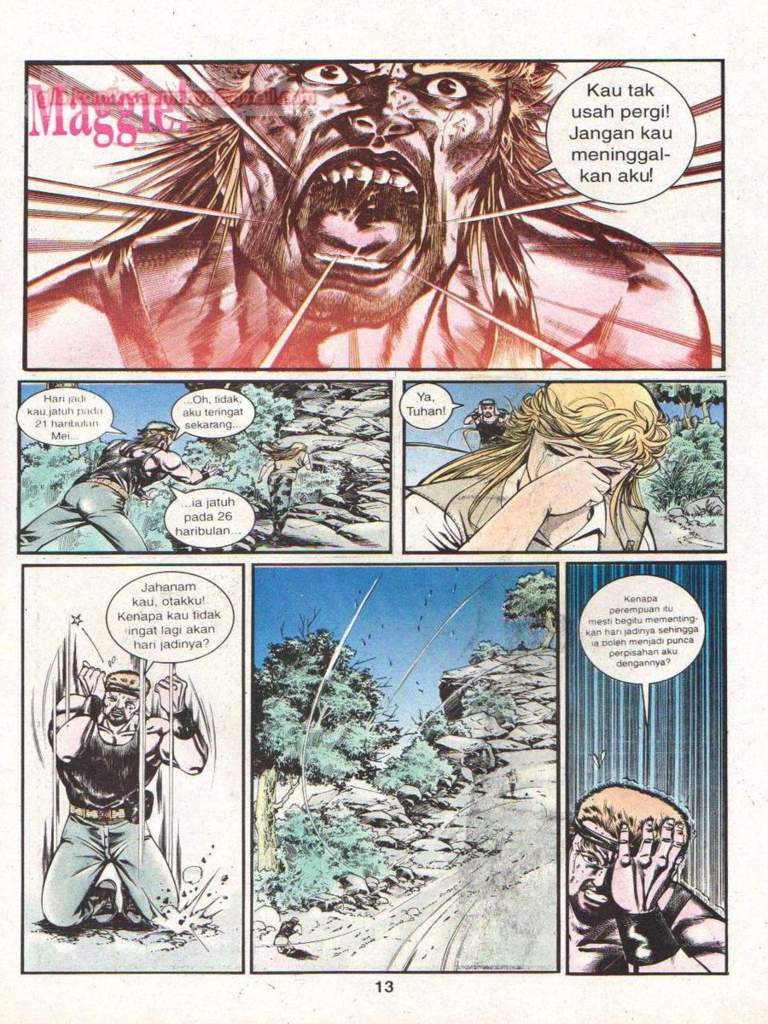 Maggie!
Kau tak
usah pergi!
Jangan kau
meninggal-
kan aku!
Hari jadi
kau jatuh pada
21 haribulan
Mei...
...Oh, tidak,
aku teringat
sekarang...
...ia jatuh
pada 26
haribulan...
Ya,
Tuhan!
Jahanam
kau, otakku!
Kenapa kau tidak
ingat lagi akan
hari jadinya?
Kenapa
perempuan itu
mesti begitu mementing-
kan hari jadinya sehingga
ia boleh menjadi punca
perpisahan aku
dengannya?
13